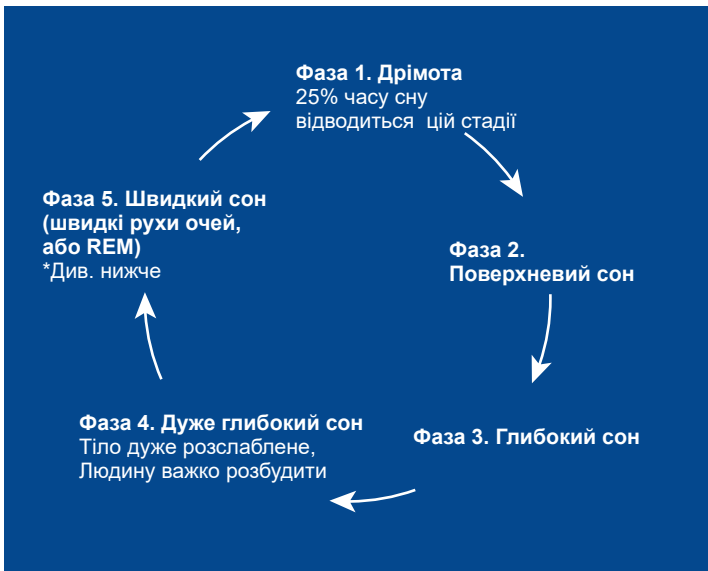 Фаза 1. Дрімота
25% часу сну
відводиться цій стадії
Фаза 2.
Поверхневий сон
Фаза 3. Глибокий сон
Фаза 4. Дуже глибокий сон
Тіло дуже розслаблене,
Людину важко розбудити
Фаза 5. Швидкий сон
(швидкі рухи очей,
або REM)
*Див. нижче